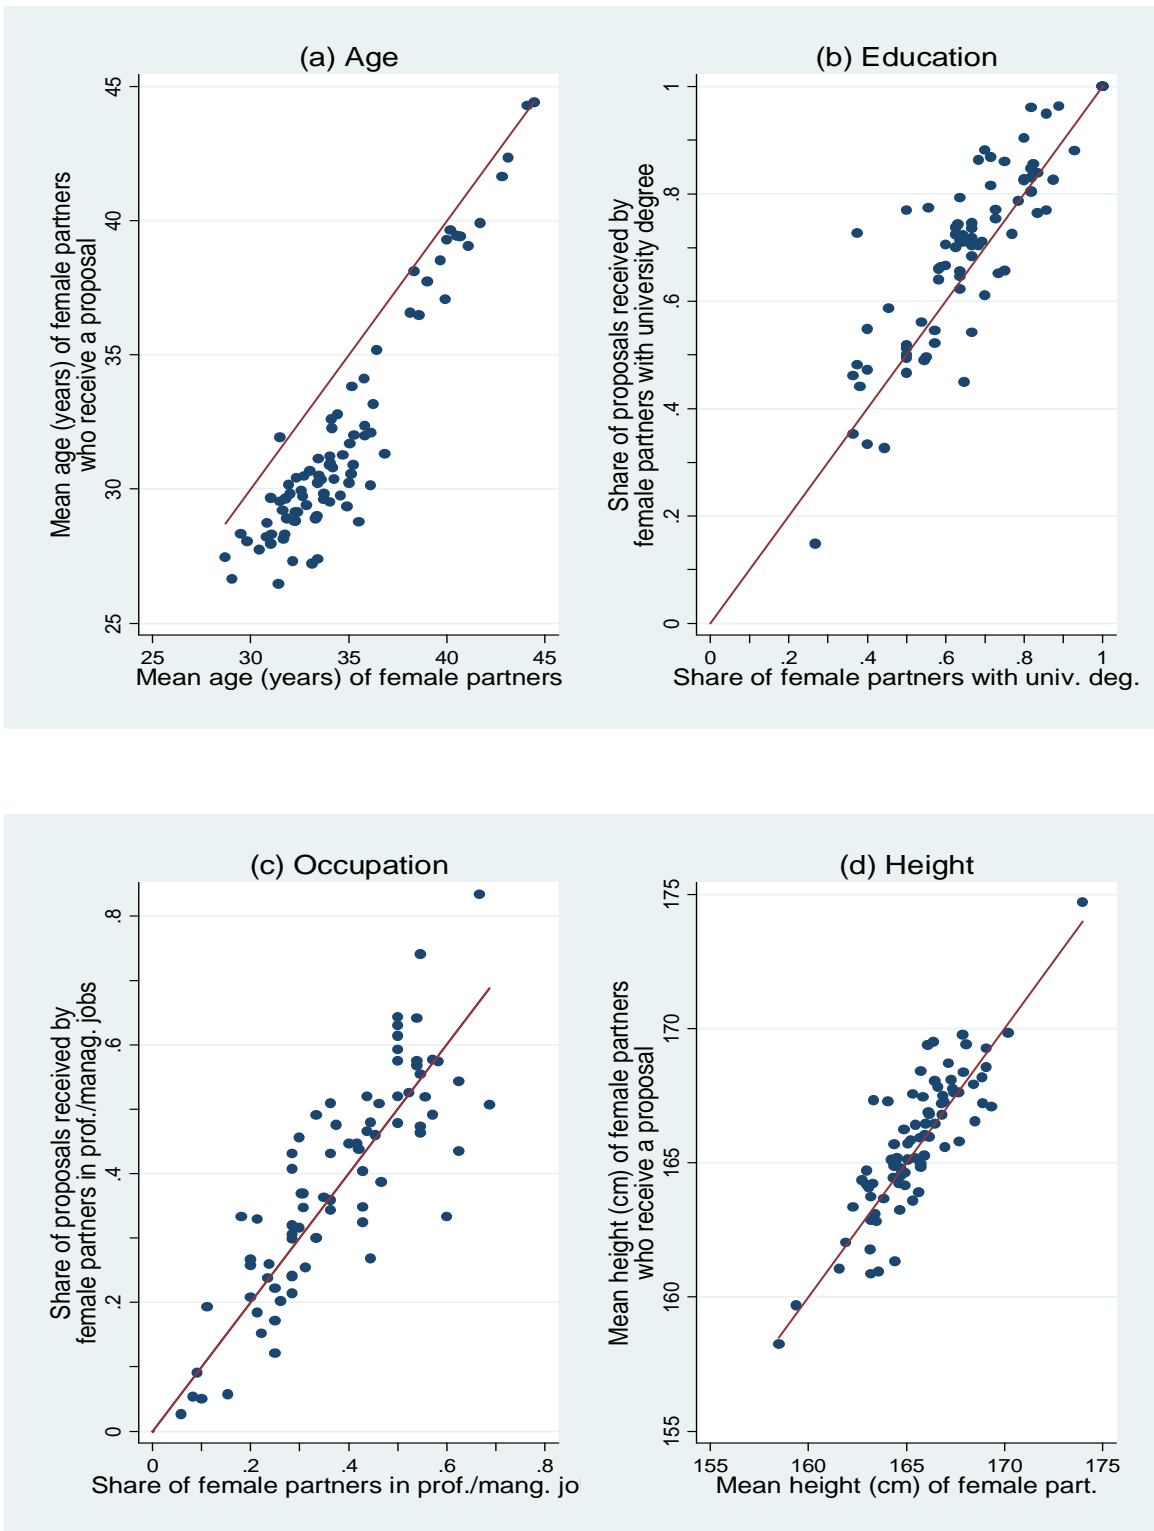 (a) Age
Mean age (years) of female partners
who receive a proposal
45
40
35
30
25
25 30 35 40 45
Mean age (years) of female partners
(b) Education
Share of proposals received by
female partners with university degree
1
.8
.6
.4
.2
0
0 .2 .4 .6 .8 1
Share of female partners with univ. deg.
(c) Occupation
Share of proposals received by
female partners in prof./manag. jobs
.8
.6
.4
.2
0
0 .2 .4 .6 .8
Share of female partners in prof./mang. jo
(d) Height
Mean height (cm) of female partners
who receive a proposal
175
170
165
160
155
155 160 165 170 175
Mean height (cm) of female part.